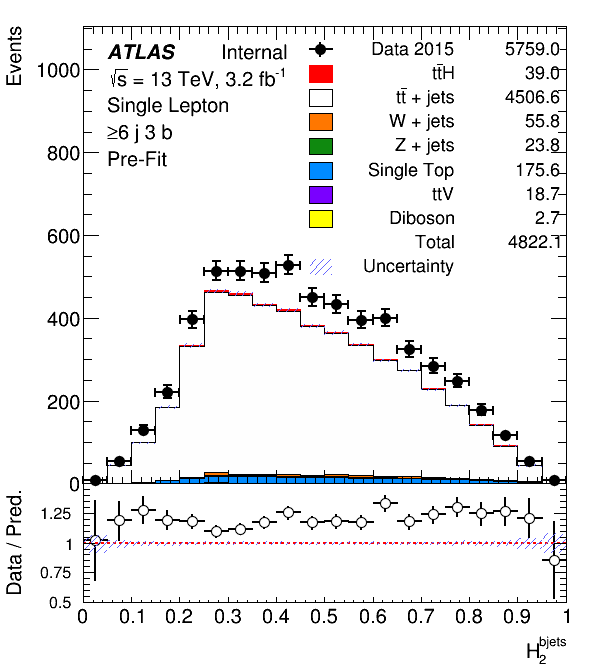 Events
1000
800
600
400
200
0
ATLAS Internal
√s = 13 TeV, 3.2 fb⁻¹
Single Lepton
≥6 j 3 b
Pre-Fit
Data 2015 5759.0
tt̄H 39.0
tt̄ + jets 4506.6
W + jets 55.8
Z + jets 23.8
Single Top 175.6
ttV 18.7
Diboson 2.7
Total 4822.1
Uncertainty
Data / Pred.
1.25
1
0.75
0.5
0 0.1 0.2 0.3 0.4 0.5 0.6 0.7 0.8 0.9 1
H₂^bjets